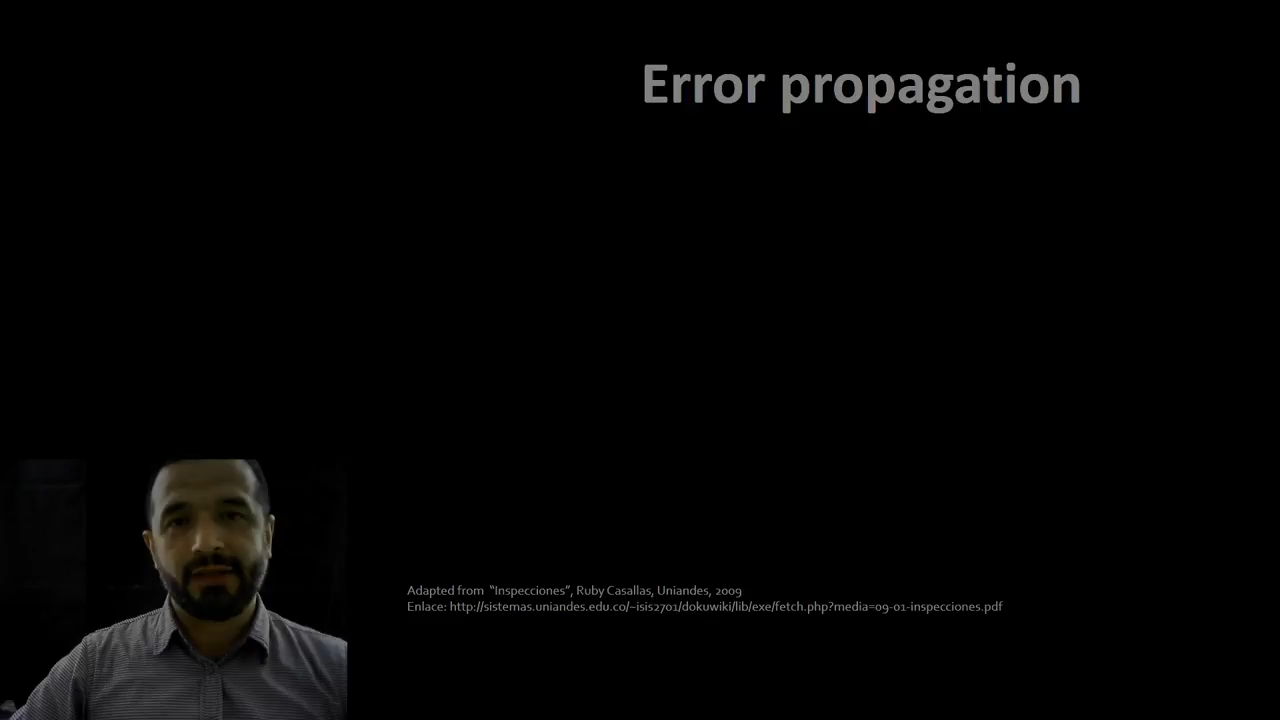 Error propagation
Adapted from “Inspecciones”, Ruby Casallas, Uniandes, 2009
Enlace: http://sistemas.uniandes.edu.co/~isis2701/dokuwiki/lib/exe/fetch.php?media=09-01-inspecciones.pdf